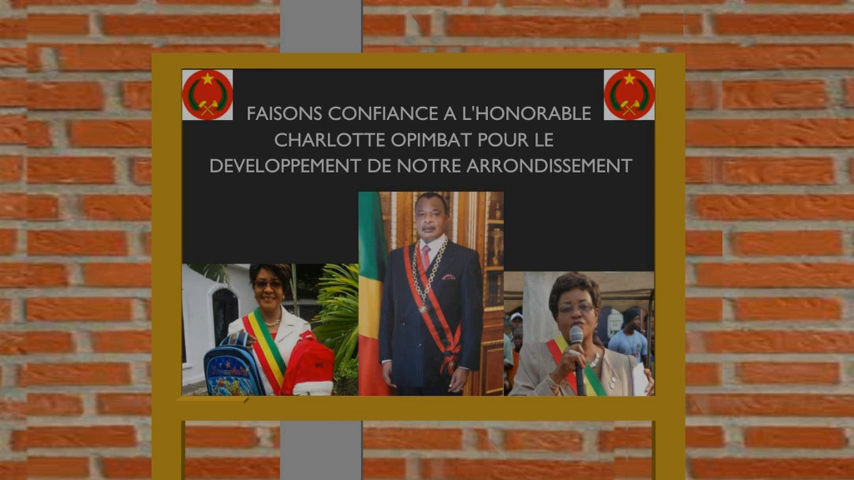 FAISONS CONFIANCE A L'HONORABLE
CHARLOTTE OPIMBAT POUR LE
DEVELOPPEMENT DE NOTRE ARRONDISSEMENT